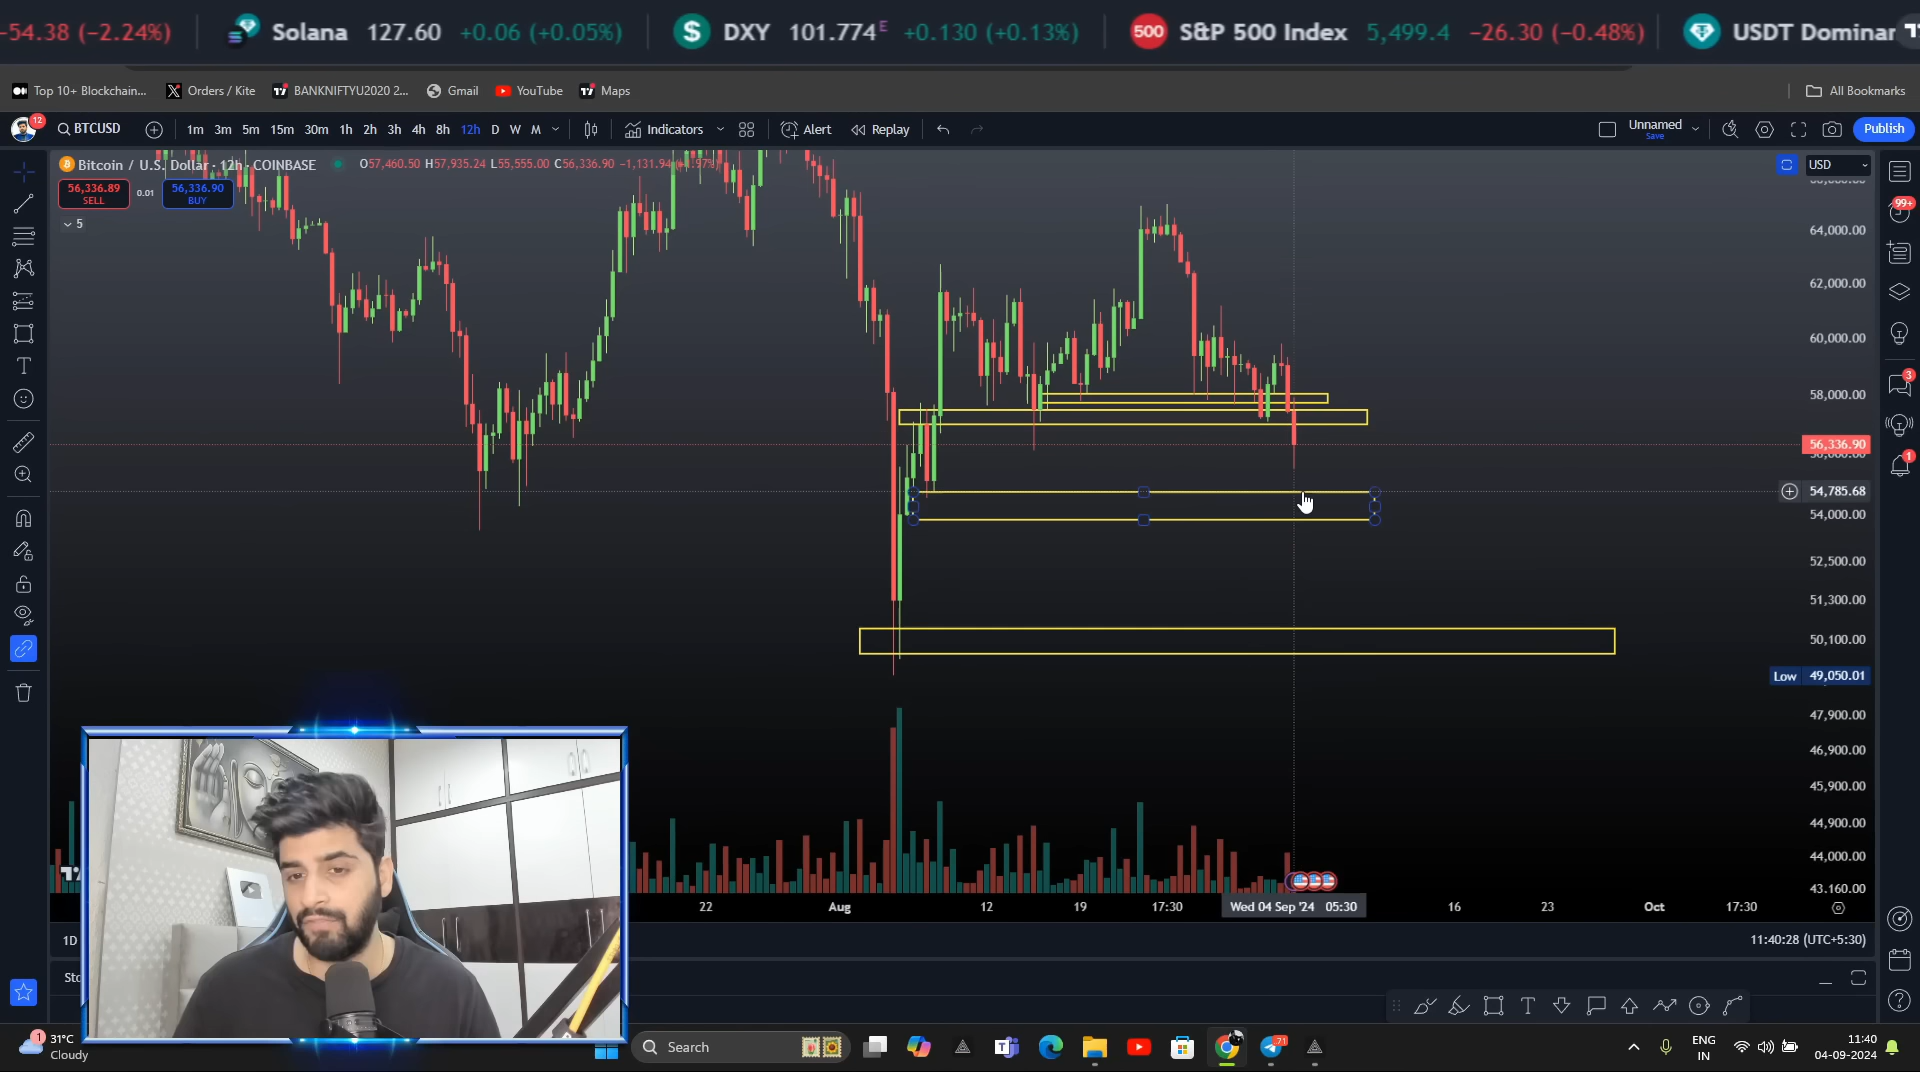 -54.38 (−2.24%) Solana 127.60 +0.06 (+0.05%) DXY 101.774 E +0.130 (+0.13%) 500 S&P 500 Index 5,499.4 −26.30 (−0.48%) USDT Dominan
Top 10+ Blockchain... Orders / Kite BANKNIFTYU2020 2... Gmail YouTube Maps All Bookmarks
12 BTCUSD 1m 3m 5m 15m 30m 1h 2h 3h 4h 8h 12h D W M Indicators Alert Replay Unnamed Save Publish
Bitcoin / U.S. Dollar · 12h · COINBASE O57,460.50 H57,935.24 L55,555.00 C56,336.90 −1,131.94 USD
56,336.89 SELL 0.01 56,336.90 BUY
5
99+
64,000.00
62,000.00
60,000.00
3
58,000.00
56,336.90
1
54,785.68
54,000.00
52,500.00
51,300.00
50,100.00
Low 49,050.01
47,900.00
46,900.00
45,900.00
44,900.00
44,000.00
43,160.00
22 Aug 12 19 17:30 Wed 04 Sep '24 05:30 16 23 Oct 17:30
1D 11:40:28 (UTC+5:30)
Sto
1 31°C Cloudy Search 71 ENG IN 11:40 04-09-2024